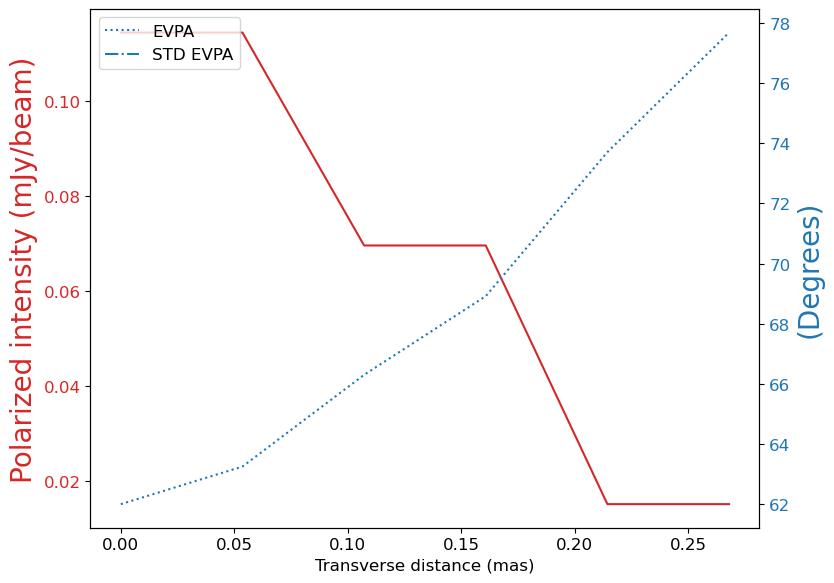 EVPA
STD EVPA
Polarized intensity (mJy/beam)
0.10
0.08
0.06
0.04
0.02
78
76
74
72
70
68
66
64
62
(Degrees)
0.00 0.05 0.10 0.15 0.20 0.25
Transverse distance (mas)